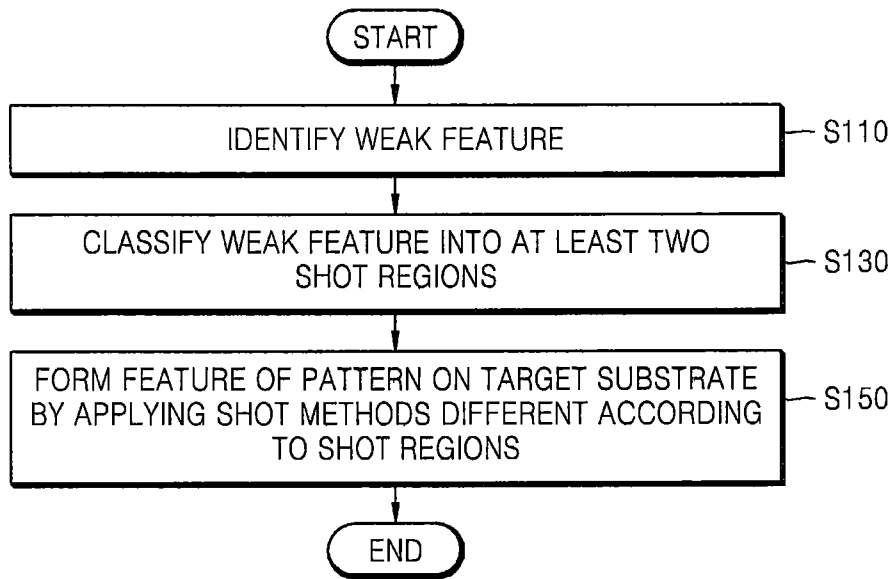 START
IDENTIFY WEAK FEATURE
S110
CLASSIFY WEAK FEATURE INTO AT LEAST TWO
SHOT REGIONS
S130
FORM FEATURE OF PATTERN ON TARGET SUBSTRATE
BY APPLYING SHOT METHODS DIFFERENT ACCORDING
TO SHOT REGIONS
S150
END